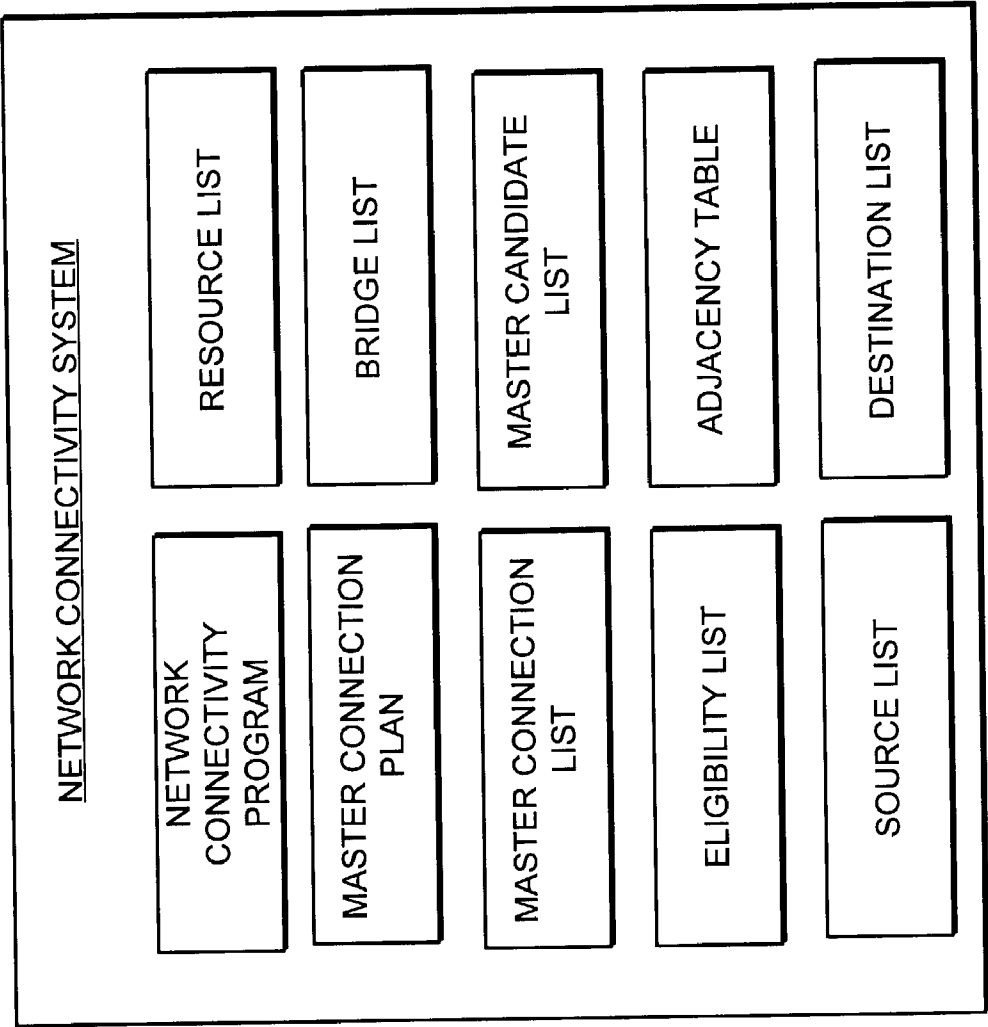 NETWORK CONNECTIVITY SYSTEM
NETWORK
CONNECTIVITY
PROGRAM
RESOURCE LIST
MASTER CONNECTION
PLAN
BRIDGE LIST
MASTER CONNECTION
LIST
MASTER CANDIDATE
LIST
ELIGIBILITY LIST
ADJACENCY TABLE
SOURCE LIST
DESTINATION LIST